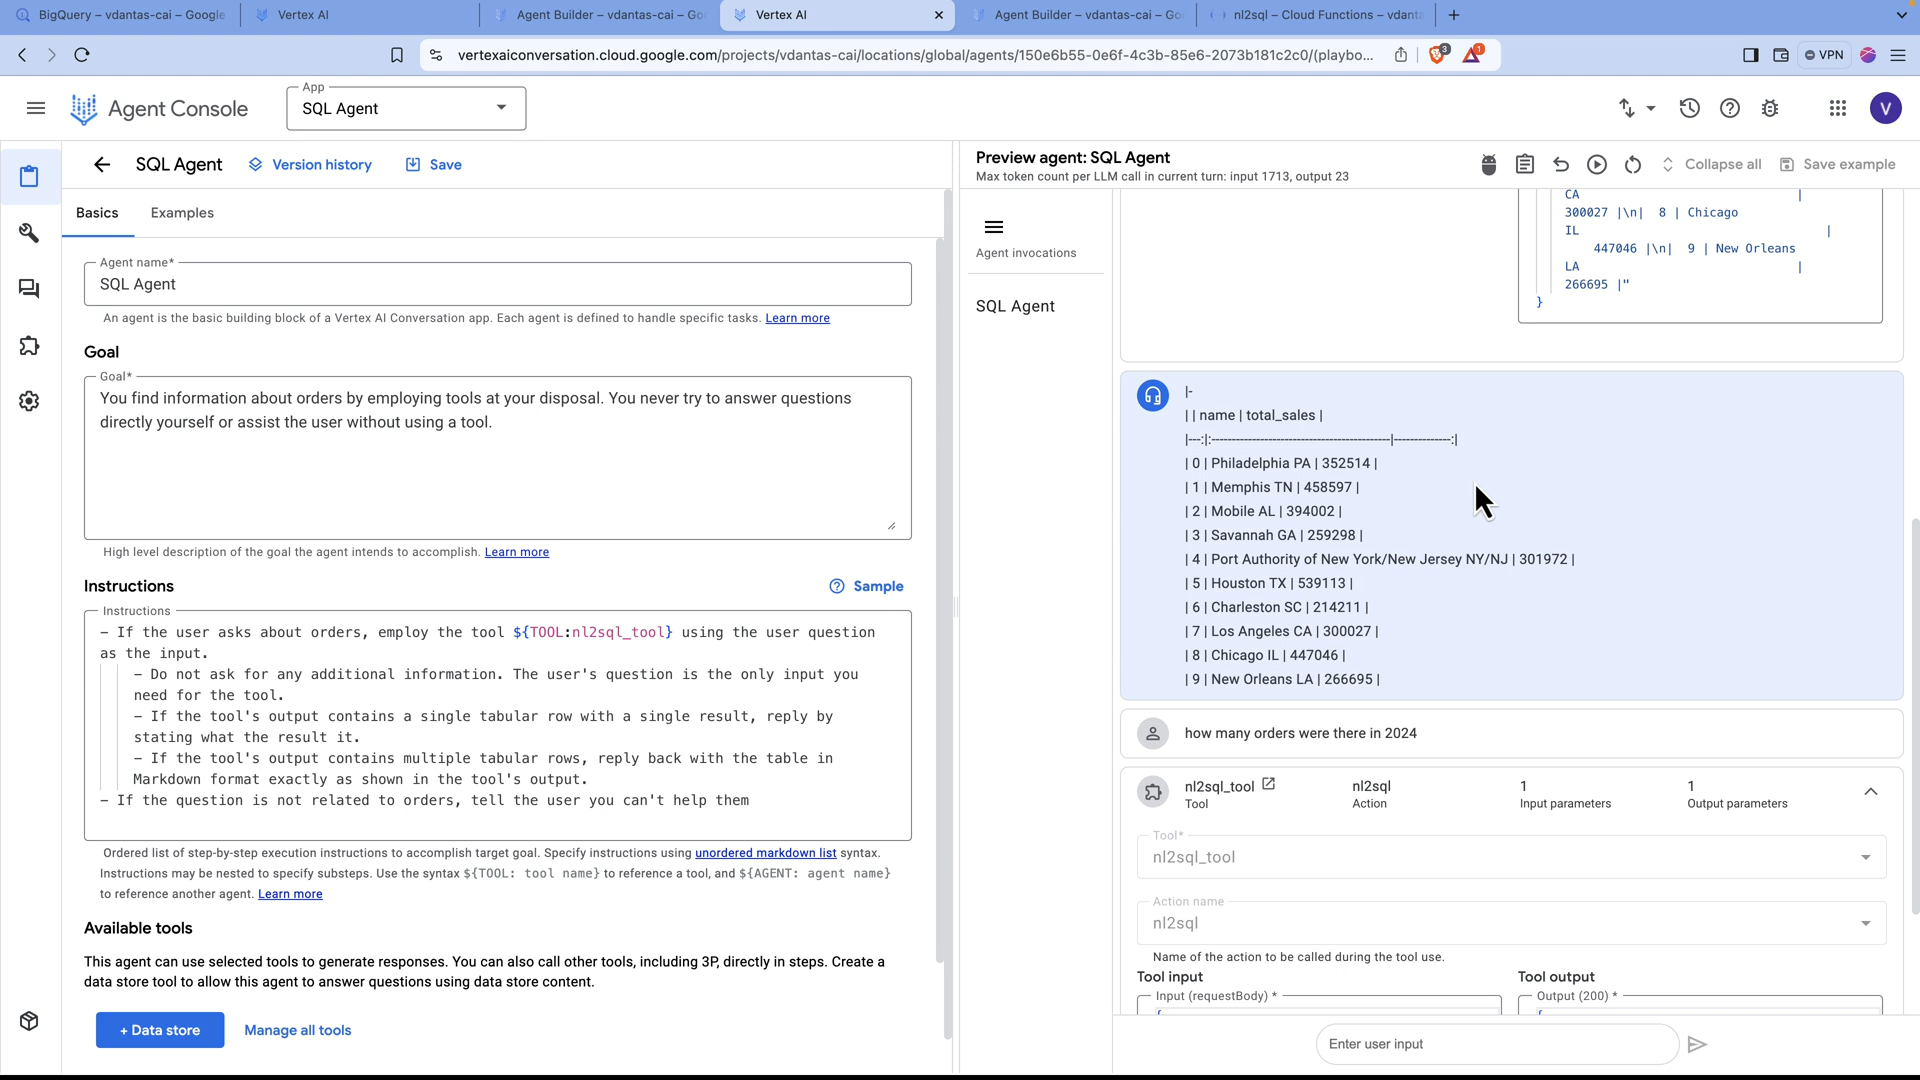 BigQuery – vdantas-cai – Google
Vertex AI
Agent Builder – vdantas-cai – Go
Vertex AI
Agent Builder – vdantas-cai – Go
nl2sql – Cloud Functions – vdanta
vertexaiconversation.cloud.google.com/projects/vdantas-cai/locations/global/agents/150e6b55-0e6f-4c3b-85e6-2073b181c2c0/(playbo...
3
1
VPN
Agent Console
App
SQL Agent
V
SQL Agent
Version history
Save
Basics
Examples
Agent name*
SQL Agent
An agent is the basic building block of a Vertex AI Conversation app. Each agent is defined to handle specific tasks. Learn more
Goal
Goal*
You find information about orders by employing tools at your disposal. You never try to answer questions
directly yourself or assist the user without using a tool.
High level description of the goal the agent intends to accomplish. Learn more
Instructions
Sample
Instructions
- If the user asks about orders, employ the tool ${TOOL:nl2sql_tool} using the user question
as the input.
- Do not ask for any additional information. The user's question is the only input you
need for the tool.
- If the tool's output contains a single tabular row with a single result, reply by
stating what the result it.
- If the tool's output contains multiple tabular rows, reply back with the table in
Markdown format exactly as shown in the tool's output.
- If the question is not related to orders, tell the user you can't help them
Ordered list of step-by-step execution instructions to accomplish target goal. Specify instructions using unordered markdown list syntax.
Instructions may be nested to specify substeps. Use the syntax ${TOOL: tool name} to reference a tool, and ${AGENT: agent name}
to reference another agent. Learn more
Available tools
This agent can use selected tools to generate responses. You can also call other tools, including 3P, directly in steps. Create a
data store tool to allow this agent to answer questions using data store content.
+ Data store
Manage all tools
Preview agent: SQL Agent
Max token count per LLM call in current turn: input 1713, output 23
Collapse all
Save example
Agent invocations
SQL Agent
CA |
300027 |\n| 8 | Chicago
IL |
447046 |\n| 9 | New Orleans
LA |
266695 |"
}
|-
| | name | total_sales |
|---:|:-------------------------------------------|--------------:|
| 0 | Philadelphia PA | 352514 |
| 1 | Memphis TN | 458597 |
| 2 | Mobile AL | 394002 |
| 3 | Savannah GA | 259298 |
| 4 | Port Authority of New York/New Jersey NY/NJ | 301972 |
| 5 | Houston TX | 539113 |
| 6 | Charleston SC | 214211 |
| 7 | Los Angeles CA | 300027 |
| 8 | Chicago IL | 447046 |
| 9 | New Orleans LA | 266695 |
how many orders were there in 2024
nl2sql_tool
Tool
nl2sql
Action
1
Input parameters
1
Output parameters
Tool*
nl2sql_tool
Action name
nl2sql
Name of the action to be called during the tool use.
Tool input
Tool output
Input (requestBody) *
Output (200) *
Enter user input